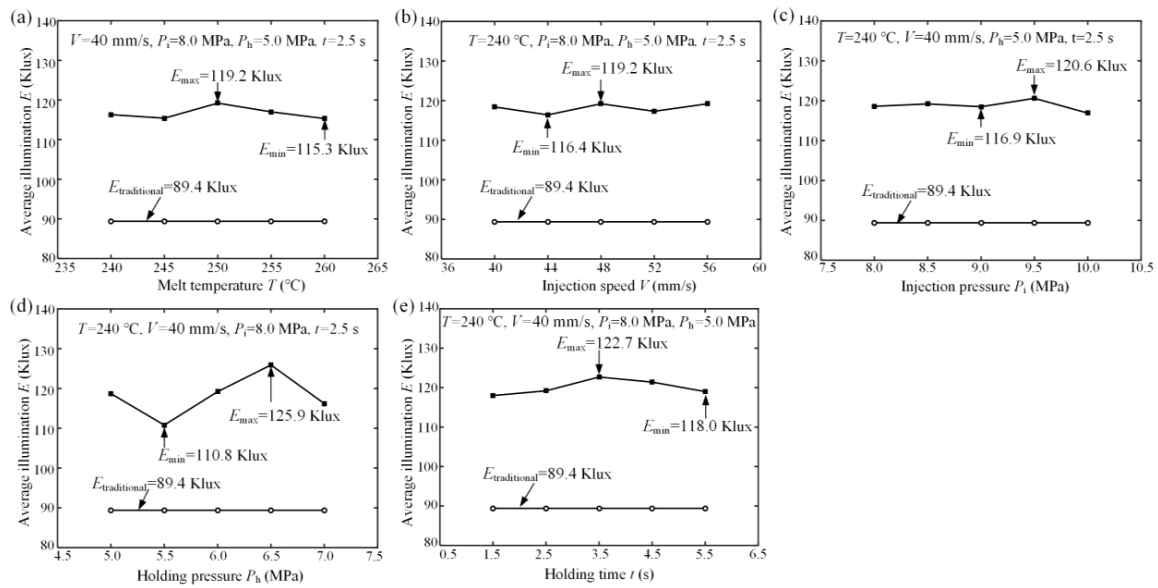 (a)
140
130
120
110
100
90
80
Average illumination E (Klux)
V=40 mm/s, Pi=8.0 MPa, Ph=5.0 MPa, t=2.5 s
Emax=119.2 Klux
Emin=115.3 Klux
Etraditional=89.4 Klux
235 240 245 250 255 260 265
Melt temperature T (℃)
(b)
140
130
120
110
100
90
80
Average illumination E (Klux)
T=240 ℃, Pi=8.0 MPa, Ph=5.0 MPa, t=2.5 s
Emax=119.2 Klux
Emin=116.4 Klux
Etraditional=89.4 Klux
36 40 44 48 52 56 60
Injection speed V (mm/s)
(c)
140
130
120
110
100
90
80
Average illumination E (Klux)
T=240 ℃, V=40 mm/s, Ph=5.0 MPa, t=2.5 s
Emax=120.6 Klux
Emin=116.9 Klux
Etraditional=89.4 Klux
7.5 8.0 8.5 9.0 9.5 10.0 10.5
Injection pressure Pi (MPa)
(d)
140
130
120
110
100
90
80
Average illumination E (Klux)
T=240 ℃, V=40 mm/s, Pi=8.0 MPa, t=2.5 s
Emax=125.9 Klux
Emin=110.8 Klux
Etraditional=89.4 Klux
4.5 5.0 5.5 6.0 6.5 7.0 7.5
Holding pressure Ph (MPa)
(e)
140
130
120
110
100
90
80
Average illumination E (Klux)
T=240 ℃, V=40 mm/s, Pi=8.0 MPa, Ph=5.0 MPa
Emax=122.7 Klux
Emin=118.0 Klux
Etraditional=89.4 Klux
0.5 1.5 2.5 3.5 4.5 5.5 6.5
Holding time t (s)